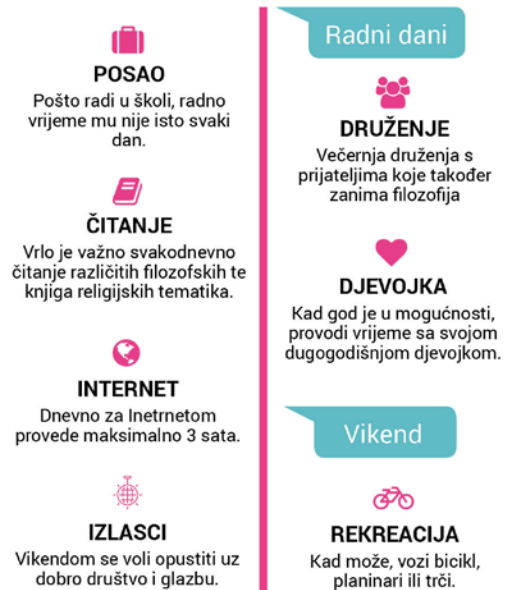 Radni dani
POSAO
Pošto radi u školi, radno
vrijeme mu nije isto svaki
dan.
DRUŽENJE
Večernja druženja s
prijateljima koje također
zanima filozofija
ČITANJE
Vrlo je važno svakodnevno
čitanje različitih filozofskih te
knjiga religijskih tematika.
DJEVOJKA
Kad god je u mogućnosti,
provodi vrijeme sa svojom
dugogodišnjom djevojkom.
INTERNET
Dnevno za Inetrnetom
provede maksimalno 3 sata.
Vikend
IZLASCI
Vikendom se voli opustiti uz
dobro društvo i glazbu.
REKREACIJA
Kad može, vozi bicikl,
planinari ili trči.